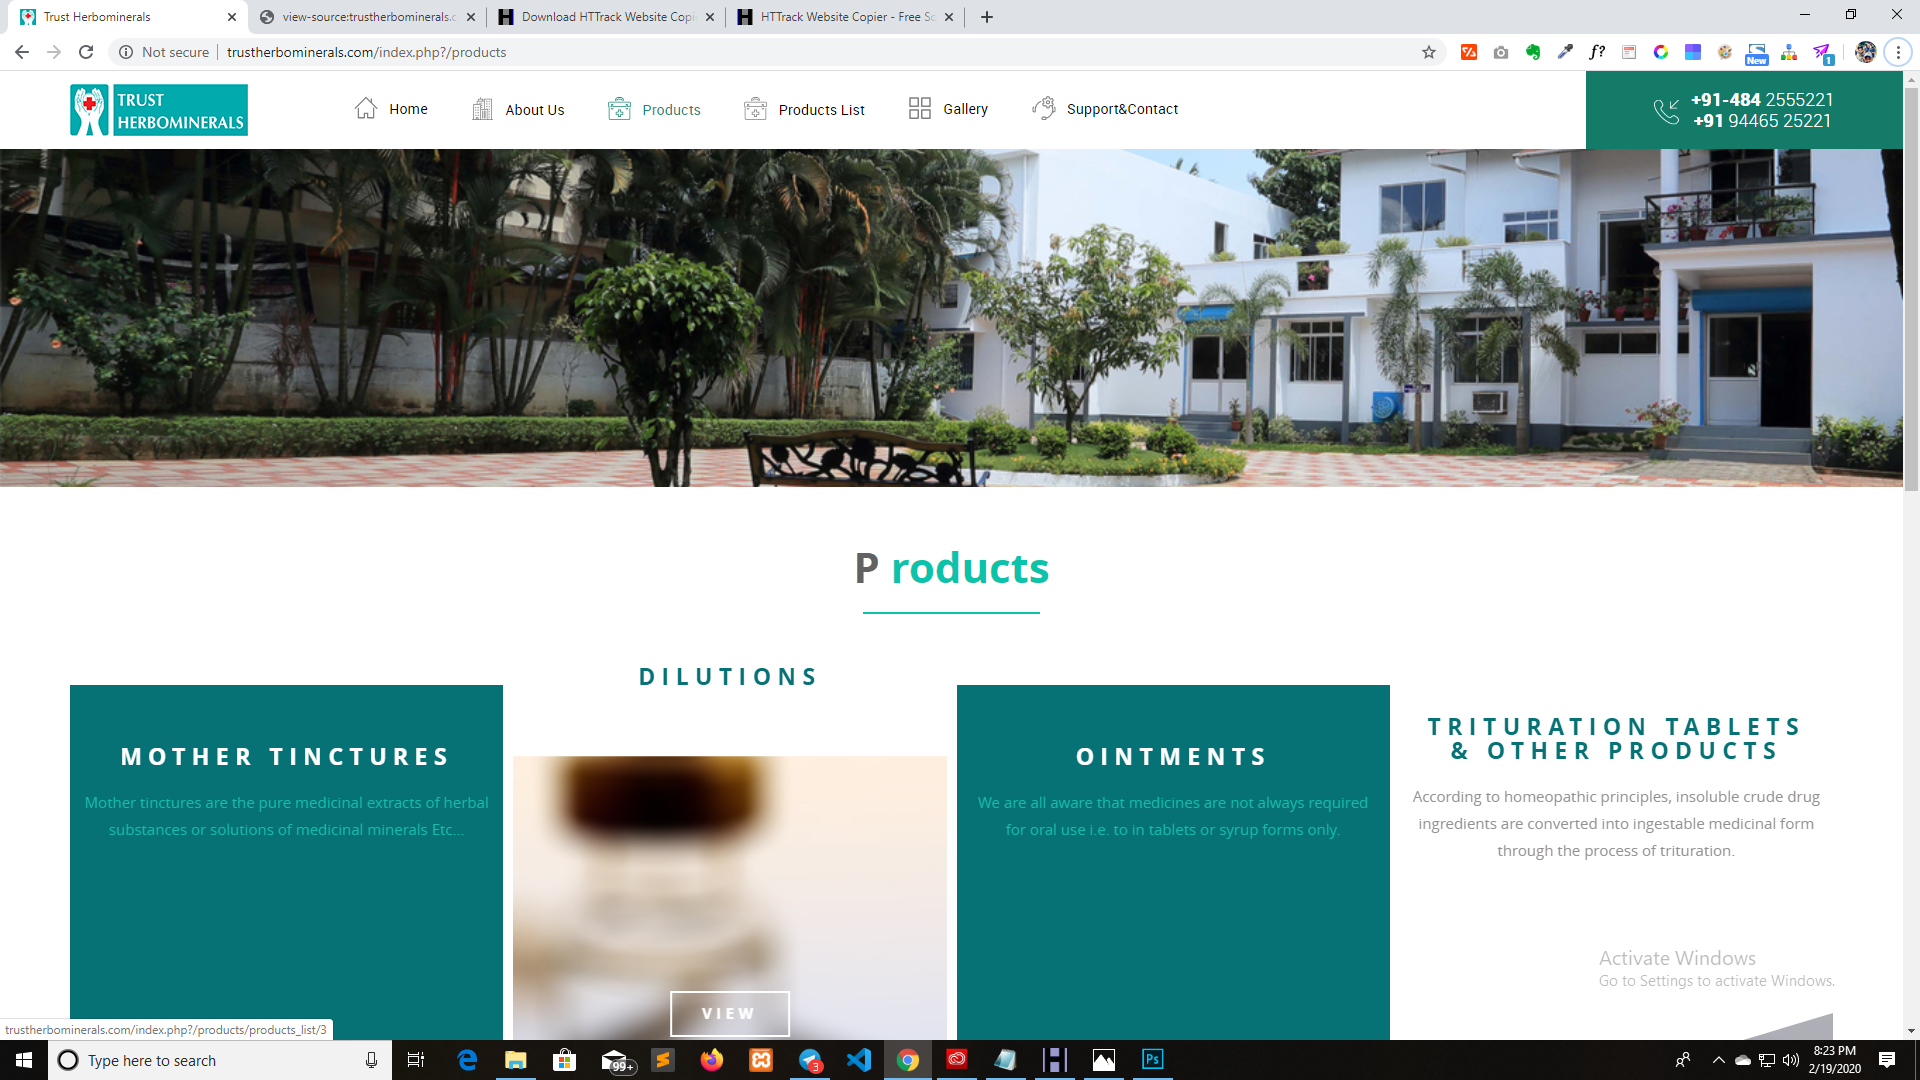 Trust Herbominerals
view-source:trustherbominerals.c
Download HTTrack Website Copi
HTTrack Website Copier - Free So
Not secure
trustherbominerals.com/index.php?/products
f?
New
1
TRUST
HERBOMINERALS
Home
About Us
Products
Products List
Gallery
Support&Contact
+91-484 2555221
+91 94465 25221
P roducts
MOTHER TINCTURES
Mother tinctures are the pure medicinal extracts of herbal
substances or solutions of medicinal minerals Etc...
DILUTIONS
VIEW
OINTMENTS
We are all aware that medicines are not always required
for oral use i.e. to in tablets or syrup forms only.
TRITURATION TABLETS
& OTHER PRODUCTS
According to homeopathic principles, insoluble crude drug
ingredients are converted into ingestable medicinal form
through the process of trituration.
Activate Windows
Go to Settings to activate Windows.
trustherbominerals.com/index.php?/products/products_list/3
Type here to search
99+
3
Ps
8:23 PM
2/19/2020